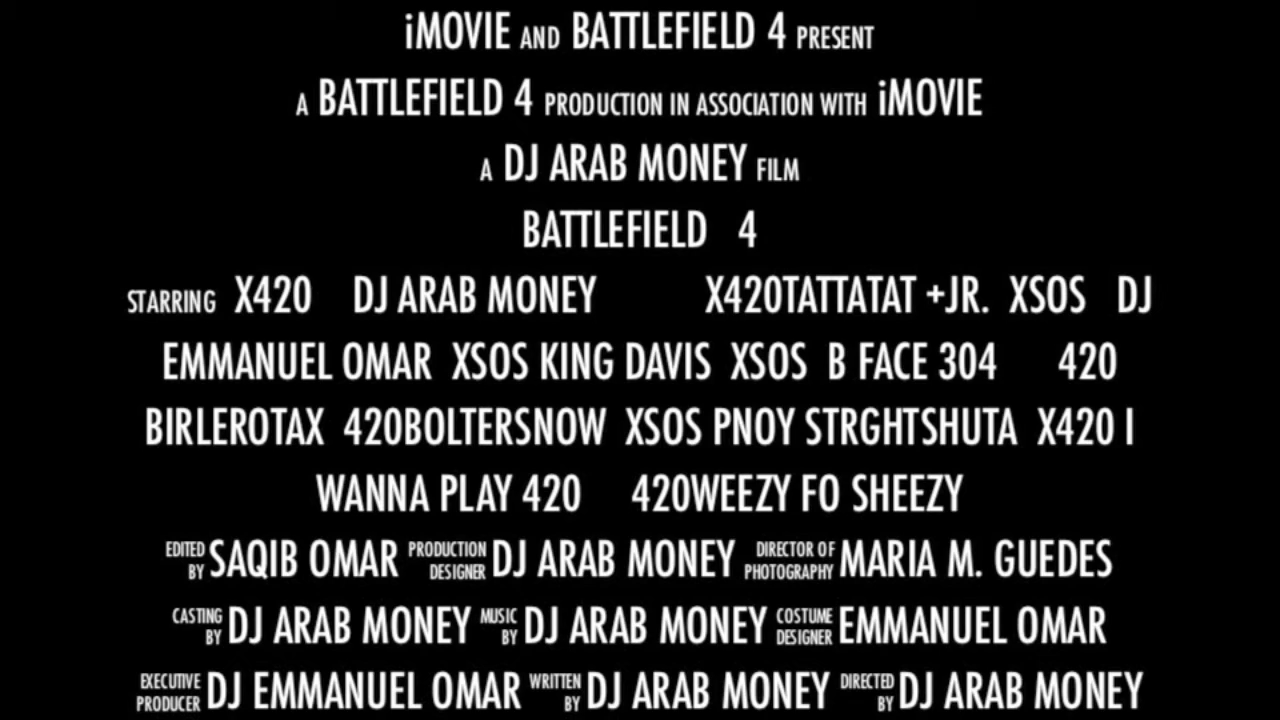 iMOVIE AND BATTLEFIELD 4 PRESENT
A BATTLEFIELD 4 PRODUCTION IN ASSOCIATION WITH iMOVIE
A DJ ARAB MONEY FILM
BATTLEFIELD 4
STARRING X420 DJ ARAB MONEY X420TATTATAT +JR. XSOS DJ
EMMANUEL OMAR XSOS KING DAVIS XSOS B FACE 304 420
BIRLEROTAX 420BOLTERSNOW XSOS PNOY STRGHTSHUTA X420 I
WANNA PLAY 420 420WEEZY FO SHEEZY
EDITED BY SAQIB OMAR PRODUCTION DESIGNER DJ ARAB MONEY DIRECTOR OF PHOTOGRAPHY MARIA M. GUEDES
CASTING BY DJ ARAB MONEY MUSIC BY DJ ARAB MONEY COSTUME DESIGNER EMMANUEL OMAR
EXECUTIVE PRODUCER DJ EMMANUEL OMAR WRITTEN BY DJ ARAB MONEY DIRECTED BY DJ ARAB MONEY